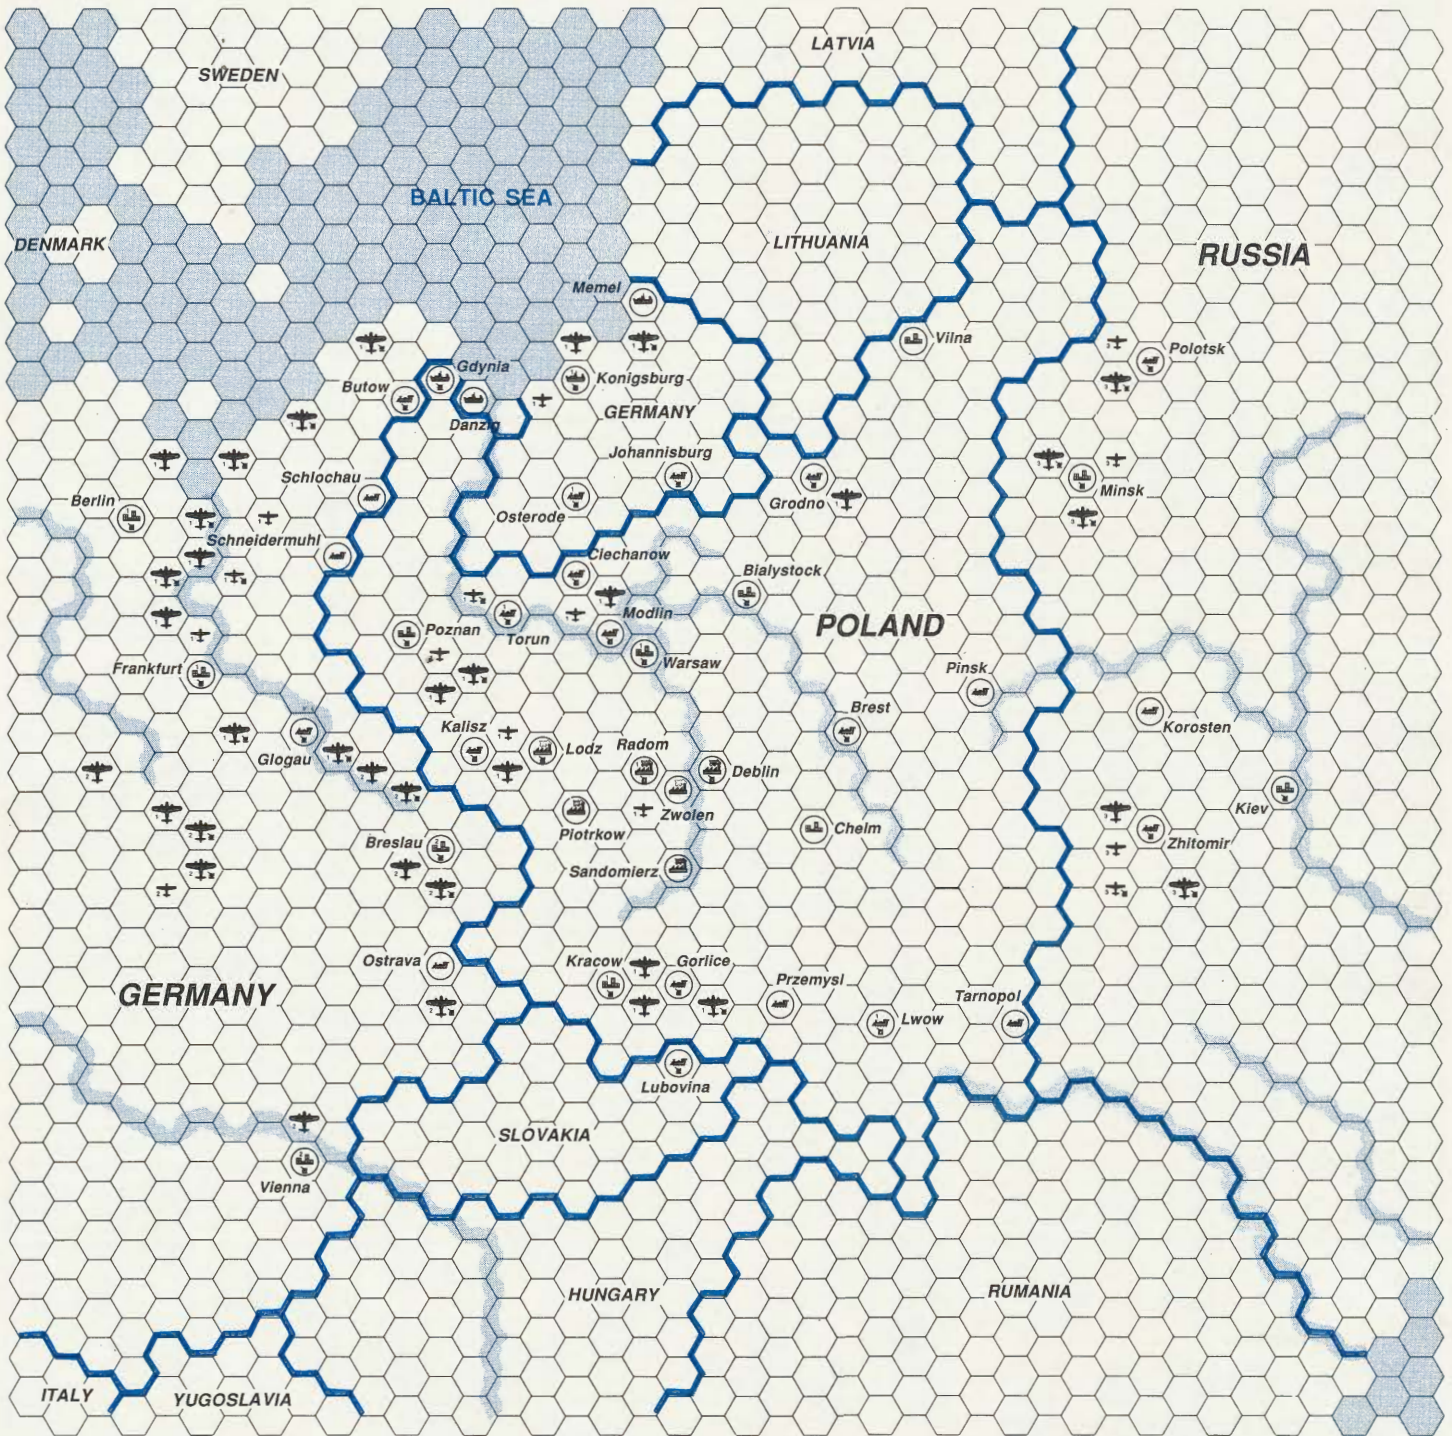 LATVIA
SWEDEN
BALTIC SEA
DENMARK
LITHUANIA
RUSSIA
Memel
Vilna
Polotsk
Gdynia
Butow
Konigsburg
GERMANY
Danzig
Johannisburg
Schlochau
Minsk
Berlin
Grodno
Osterode
Schneidermuhl
Clechanow
Bialystock
Modlin
POLAND
Poznan
Torun
Warsaw
Frankfurt
Pinsk
Brest
Korosten
Kalisz
Lodz
Radom
Glogau
Deblin
Zwolen
Kiev
Piotrkow
Chelm
Breslau
Zhitomir
Sandomierz
Ostrava
Kracow
Gorlice
Przemysl
GERMANY
Tarnopol
Lwow
Lubovina
SLOVAKIA
Vienna
HUNGARY
RUMANIA
ITALY
YUGOSLAVIA